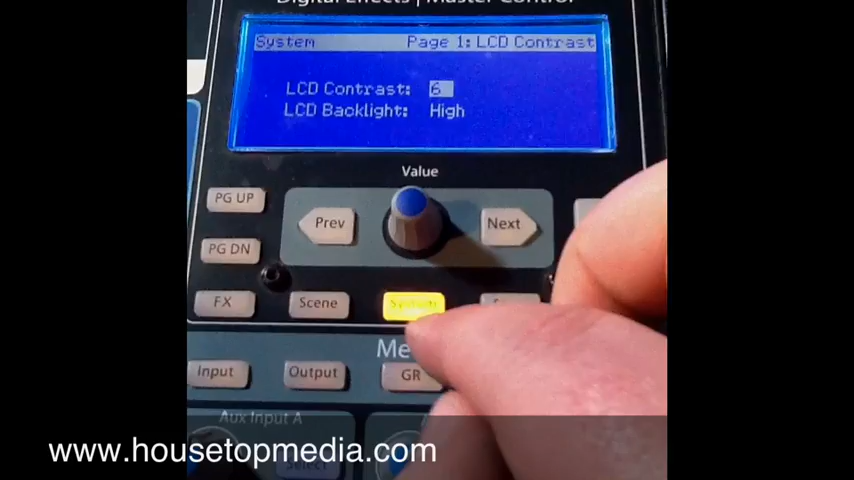 Digital Effects | Master Control
System Page 1: LCD Contrast
LCD Contrast: 6
LCD Backlight: High
Value
PG UP
Prev
Next
PG DN
FX
Scene
System
Input
Output
GR
Aux Input A
Select
www.housetopmedia.com